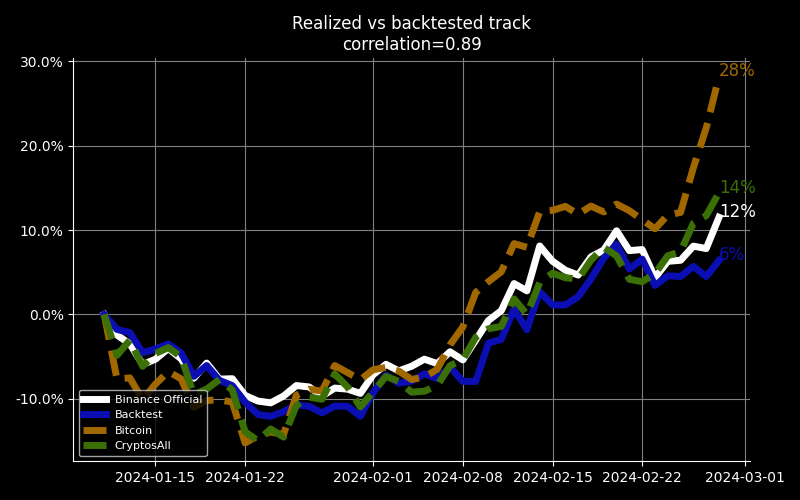 Realized vs backtested track
correlation=0.89
30.0%
20.0%
10.0%
0.0%
-10.0%
28%
14%
12%
6%
Binance Official
Backtest
Bitcoin
CryptosAll
2024-01-15
2024-01-22
2024-02-01
2024-02-08
2024-02-15
2024-02-22
2024-03-01